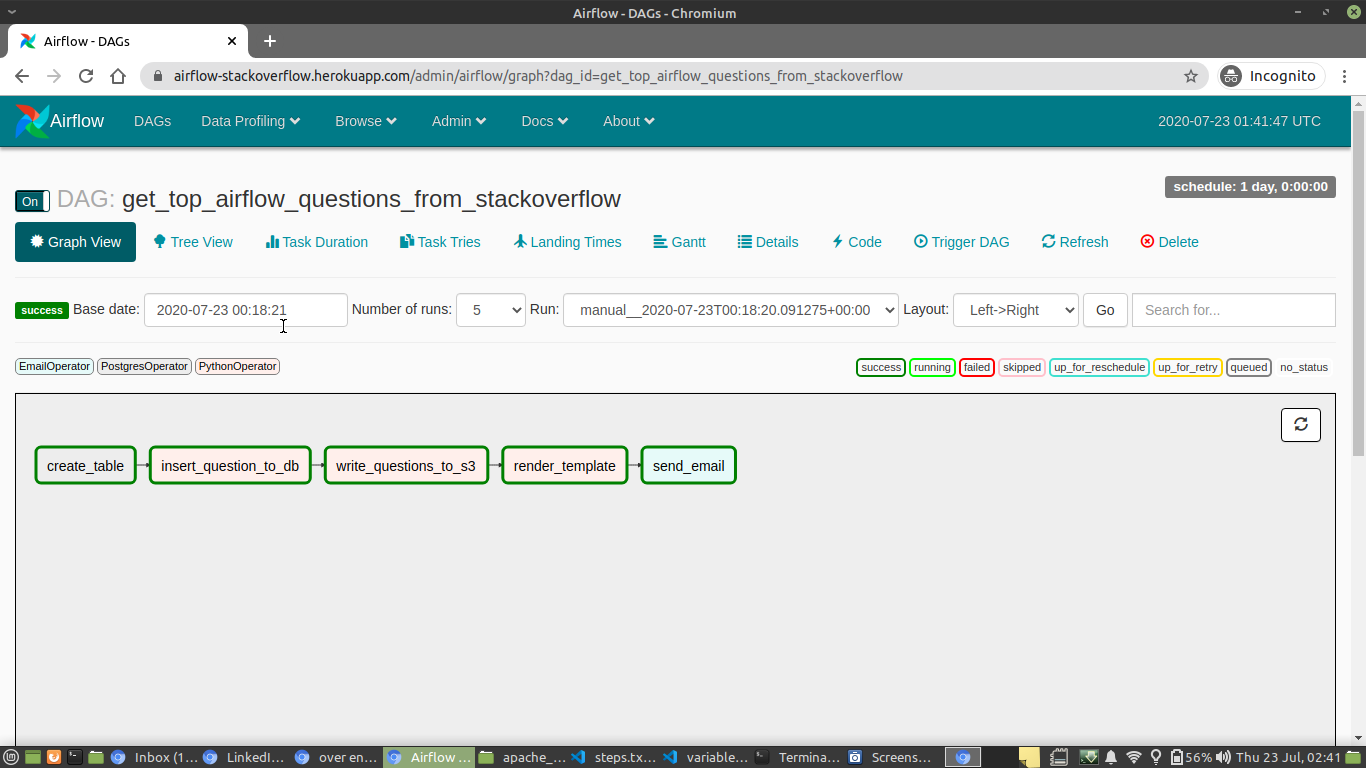 Airflow - DAGs - Chromium
Airflow - DAGs
airflow-stackoverflow.herokuapp.com/admin/airflow/graph?dag_id=get_top_airflow_questions_from_stackoverflow
Incognito
Airflow DAGs Data Profiling Browse Admin Docs About 2020-07-23 01:41:47 UTC
schedule: 1 day, 0:00:00
On DAG: get_top_airflow_questions_from_stackoverflow
Graph View Tree View Task Duration Task Tries Landing Times Gantt Details Code Trigger DAG Refresh Delete
success Base date: 2020-07-23 00:18:21 Number of runs: 5 Run: manual__2020-07-23T00:18:20.091275+00:00 Layout: Left->Right Go Search for...
EmailOperator PostgresOperator PythonOperator success running failed skipped up_for_reschedule up_for_retry queued no_status
create_table insert_question_to_db write_questions_to_s3 render_template send_email
Inbox (1... LinkedI... over en... Airflow ... apache_... steps.tx... variable... Termina... Screens... 56% Thu 23 Jul, 02:41